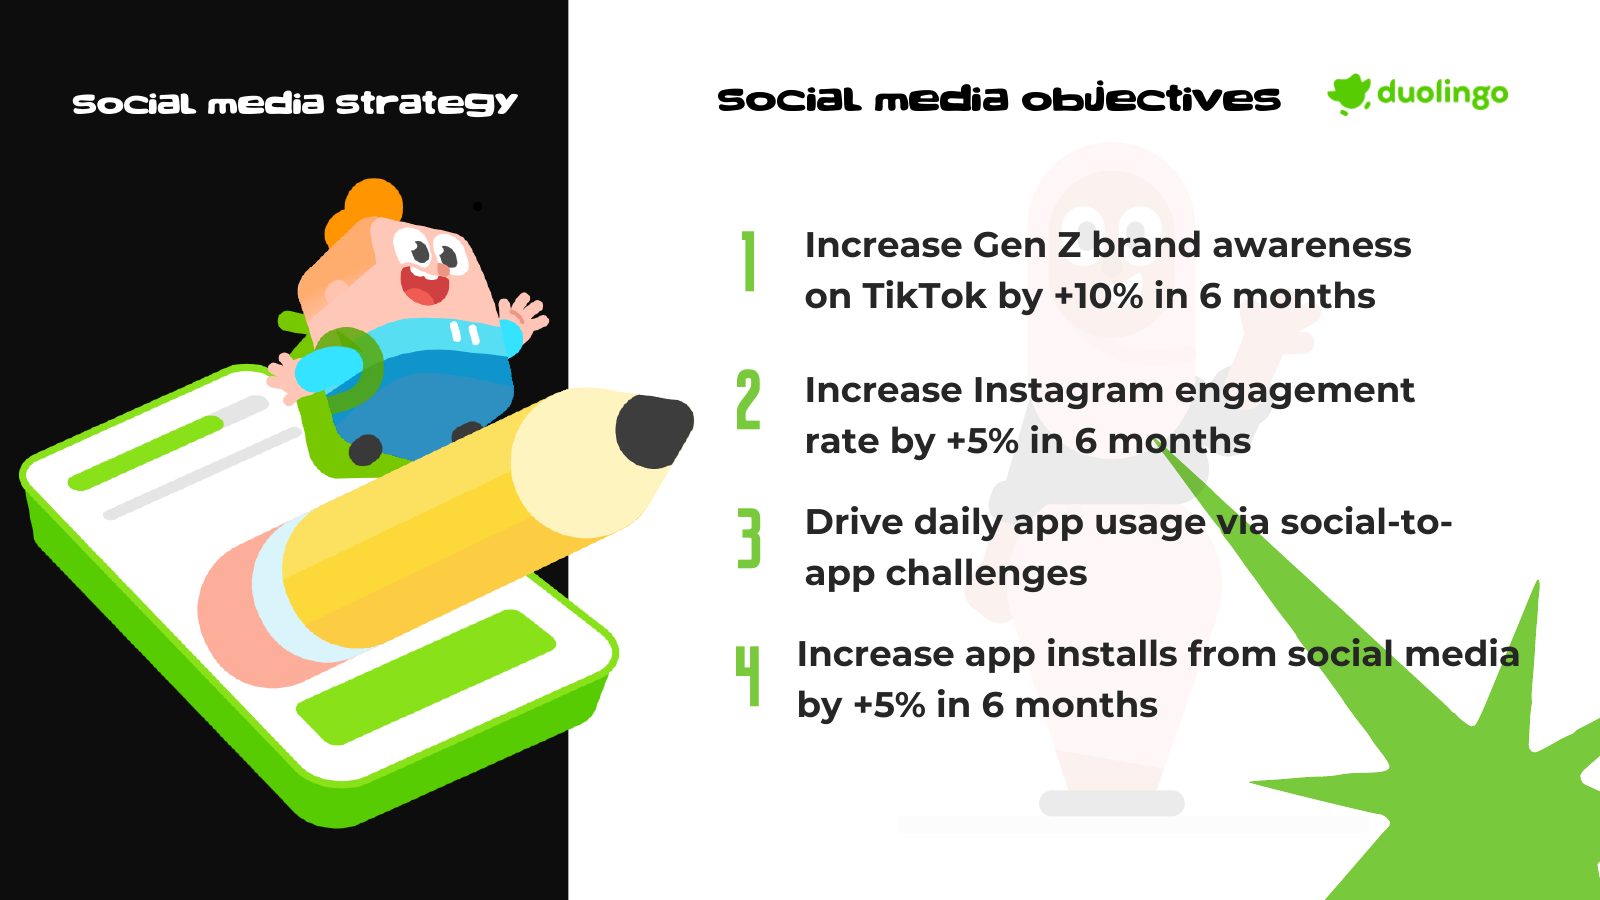 social media strategy
social media objectives
duolingo
1
Increase Gen Z brand awareness
on TikTok by +10% in 6 months
2
Increase Instagram engagement
rate by +5% in 6 months
3
Drive daily app usage via social-to-
app challenges
4
Increase app installs from social media
by +5% in 6 months